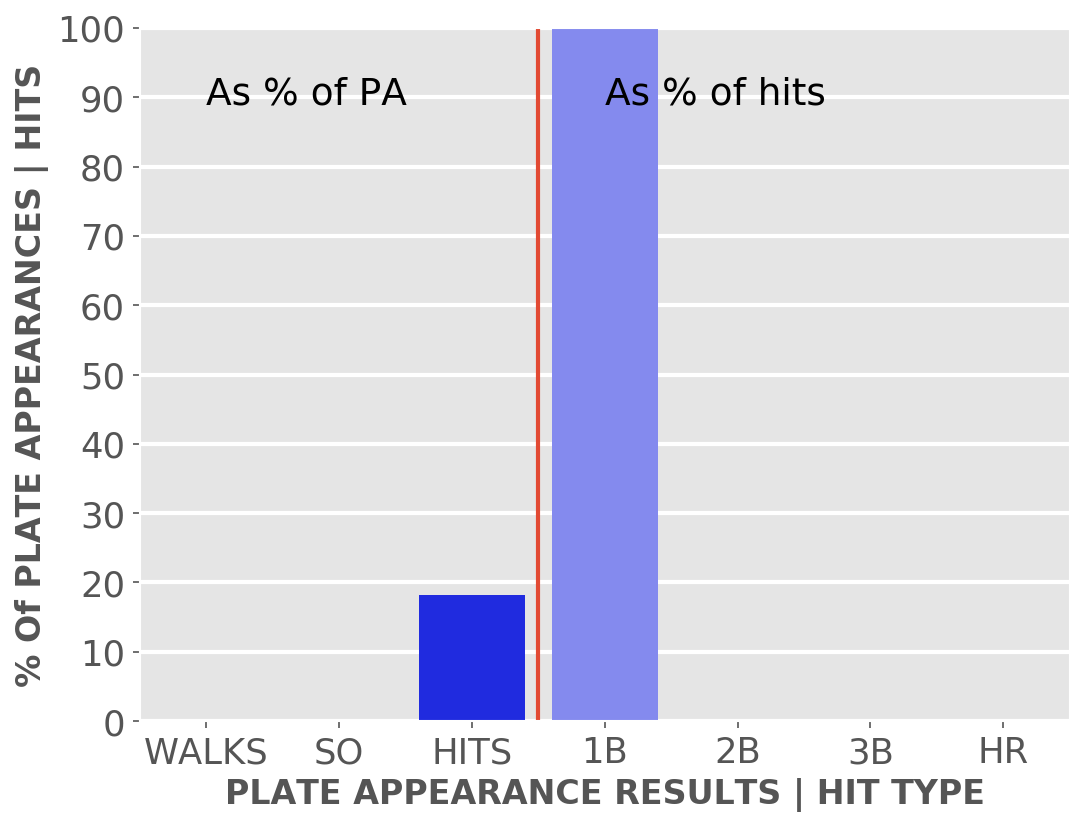 % Of PLATE APPEARANCES | HITS
100
90
80
70
60
50
40
30
20
10
0
As % of PA
As % of hits
WALKS SO HITS 1B 2B 3B HR
PLATE APPEARANCE RESULTS | HIT TYPE